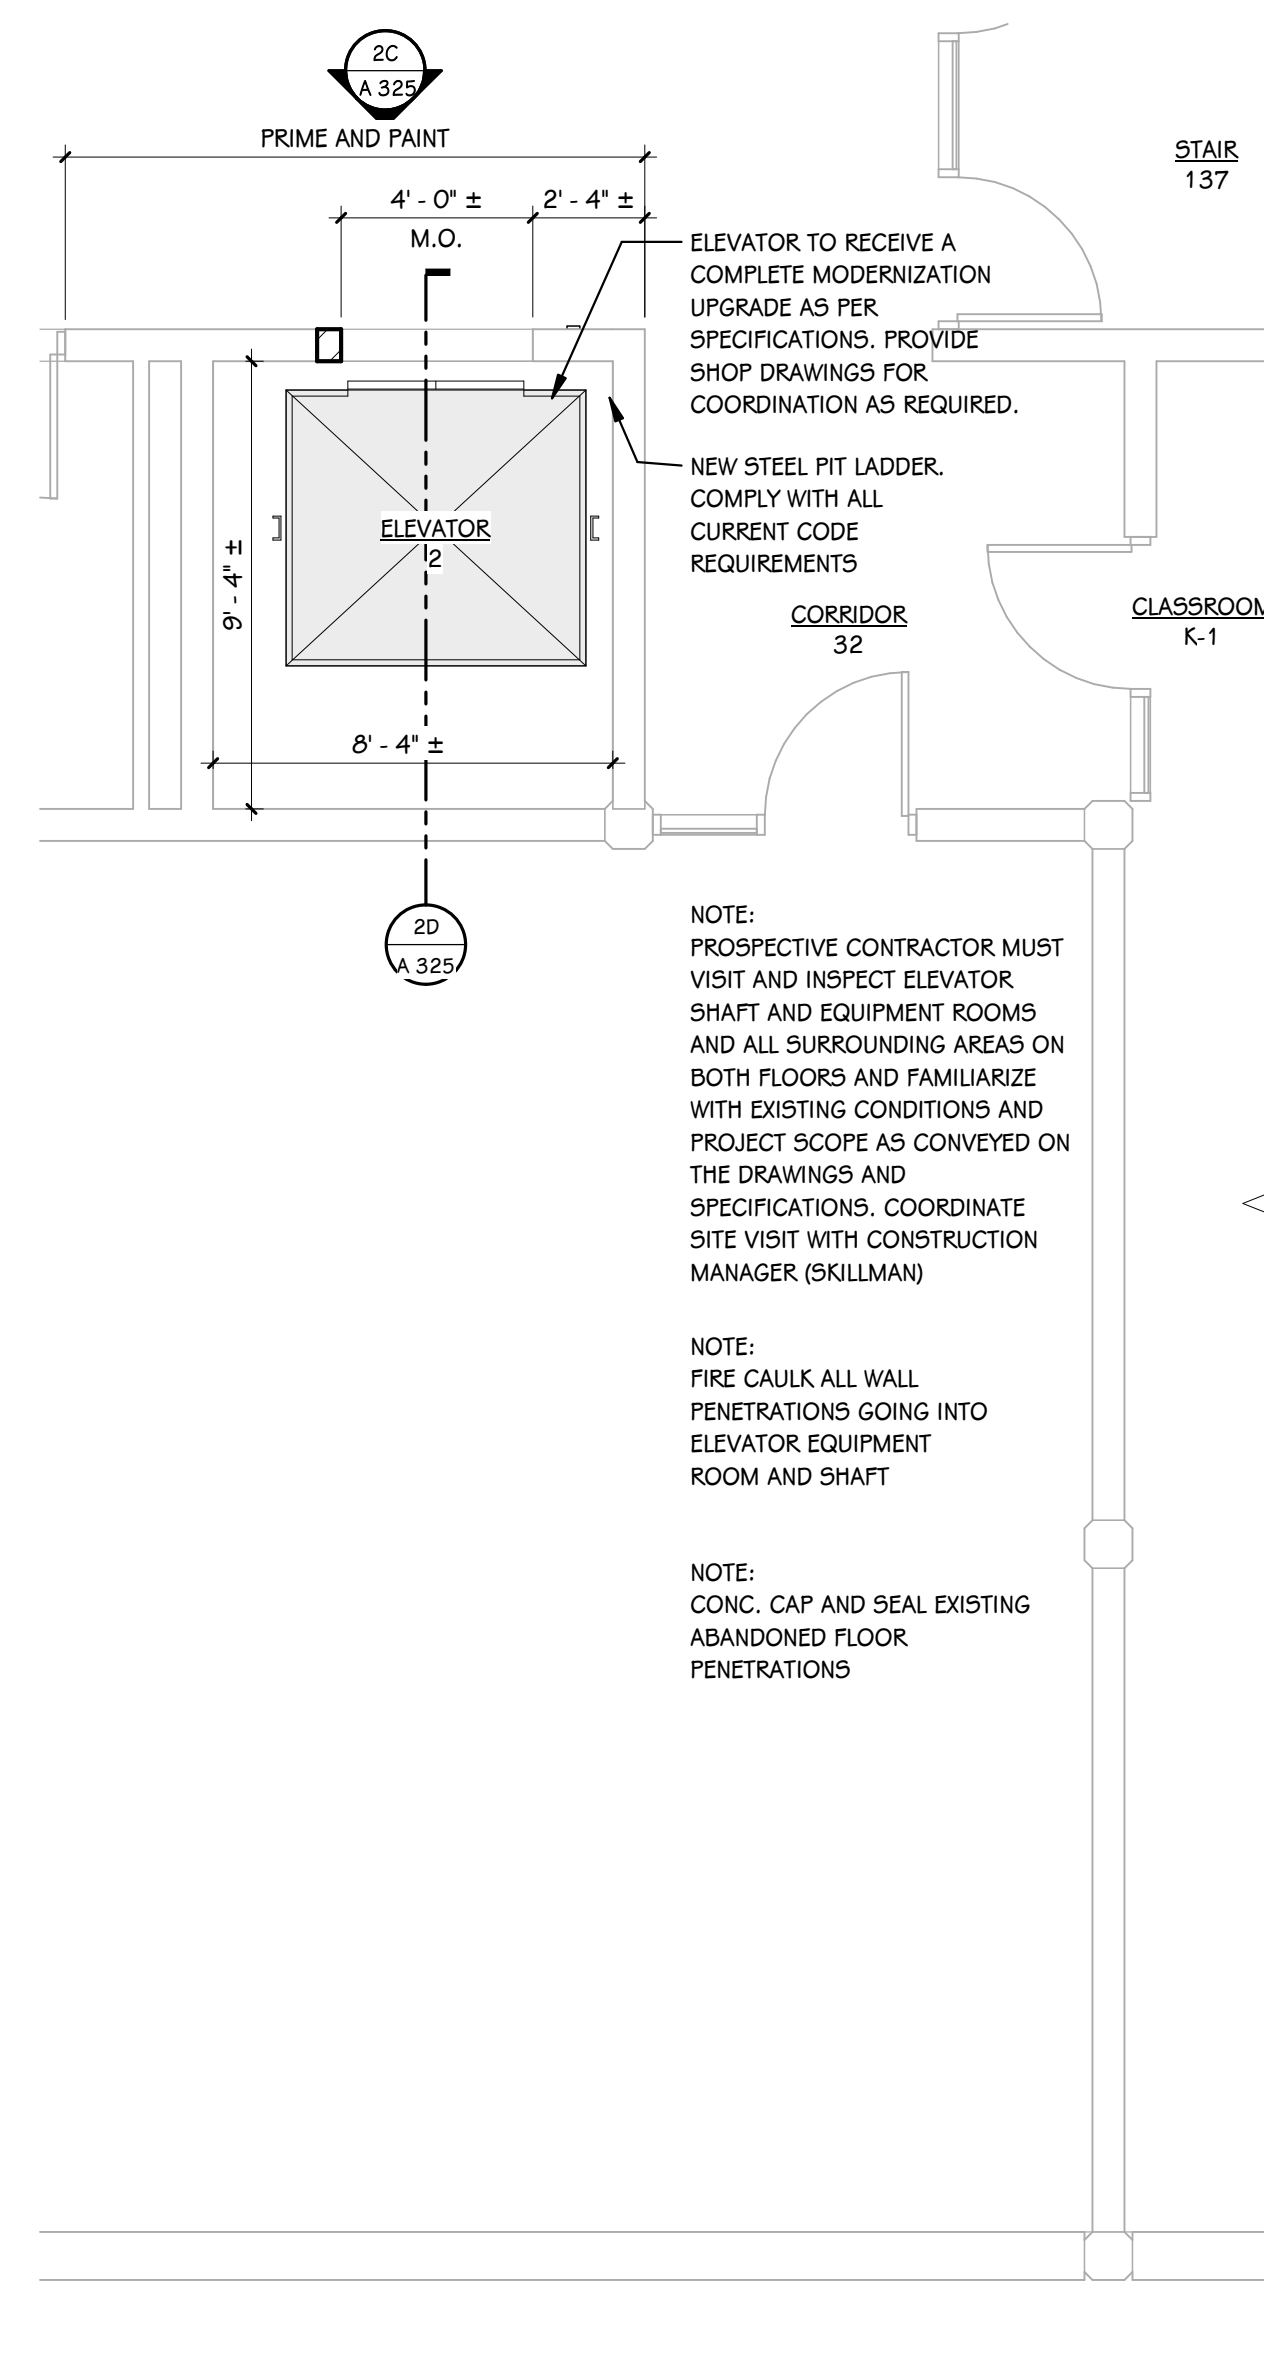 2C
A 325
PRIME AND PAINT
4' - 0" ±
2' - 4" ±
M.O.
STAIR
137
ELEVATOR TO RECEIVE A
COMPLETE MODERNIZATION
UPGRADE AS PER
SPECIFICATIONS. PROVIDE
SHOP DRAWINGS FOR
COORDINATION AS REQUIRED.
NEW STEEL PIT LADDER.
COMPLY WITH ALL
CURRENT CODE
REQUIREMENTS
ELEVATOR
2
9' - 4" ±
8' - 4" ±
CORRIDOR
32
CLASSROOM
K-1
2D
A 325
NOTE:
PROSPECTIVE CONTRACTOR MUST
VISIT AND INSPECT ELEVATOR
SHAFT AND EQUIPMENT ROOMS
AND ALL SURROUNDING AREAS ON
BOTH FLOORS AND FAMILIARIZE
WITH EXISTING CONDITIONS AND
PROJECT SCOPE AS CONVEYED ON
THE DRAWINGS AND
SPECIFICATIONS. COORDINATE
SITE VISIT WITH CONSTRUCTION
MANAGER (SKILLMAN)
NOTE:
FIRE CAULK ALL WALL
PENETRATIONS GOING INTO
ELEVATOR EQUIPMENT
ROOM AND SHAFT
NOTE:
CONC. CAP AND SEAL EXISTING
ABANDONED FLOOR
PENETRATIONS